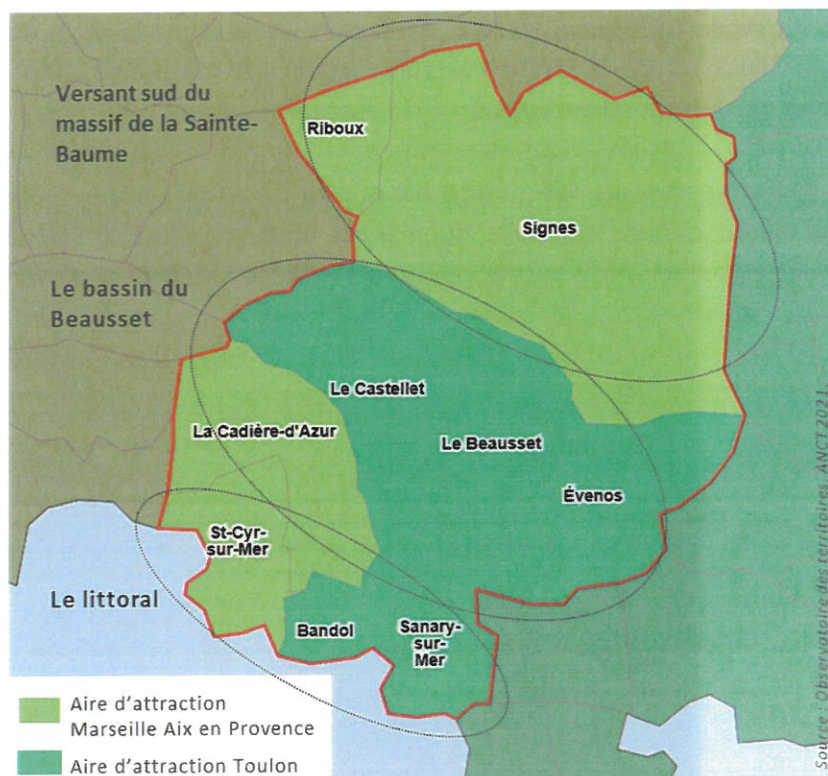 Versant sud du
massif de la Sainte-
Baume
Riboux
Signes
Le bassin du
Beausset
Le Castellet
La Cadière-d'Azur
Le Beausset
Évenos
St-Cyr-
sur-Mer
Le littoral
Bandol
Sanary-
sur-
Mer
Aire d'attraction
Marseille Aix en Provence
Aire d'attraction Toulon
Source : Observatoire des territoires ANCT 2021